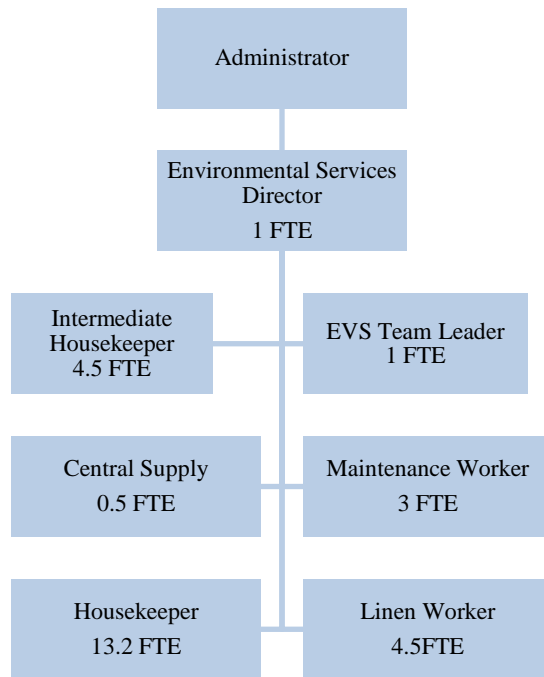 Administrator
Environmental Services
Director
1 FTE
Intermediate
Housekeeper
4.5 FTE
EVS Team Leader
1 FTE
Central Supply
0.5 FTE
Maintenance Worker
3 FTE
Housekeeper
13.2 FTE
Linen Worker
4.5FTE